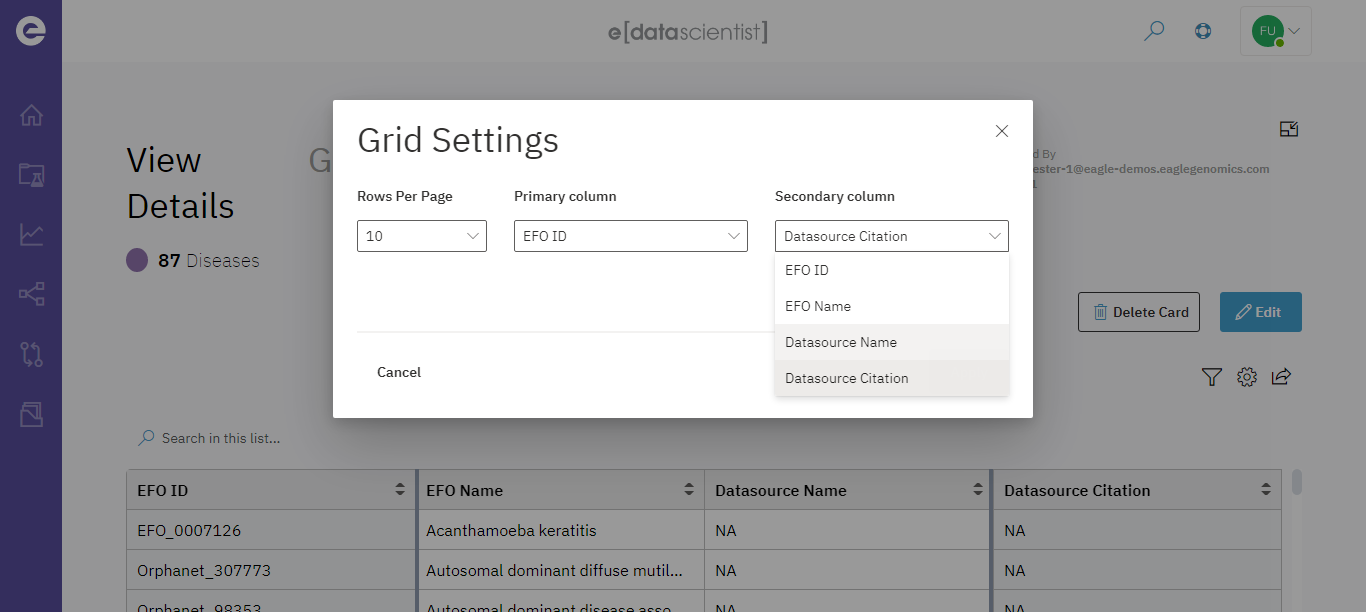 e[datascientist]
FU
Grid Settings
View
Details
G
d By
ester-1@eagle-demos.eaglegenomics.com
Rows Per Page
Primary column
Secondary column
10
EFO ID
Datasource Citation
EFO ID
EFO Name
Datasource Name
Datasource Citation
87 Diseases
Delete Card
Edit
Cancel
Search in this list...
EFO ID
EFO Name
Datasource Name
Datasource Citation
EFO_0007126
Acanthamoeba keratitis
NA
NA
Orphanet_307773
Autosomal dominant diffuse mutil...
NA
NA
Orphanet_98353
Autosomal dominant disease asso...
NA
NA